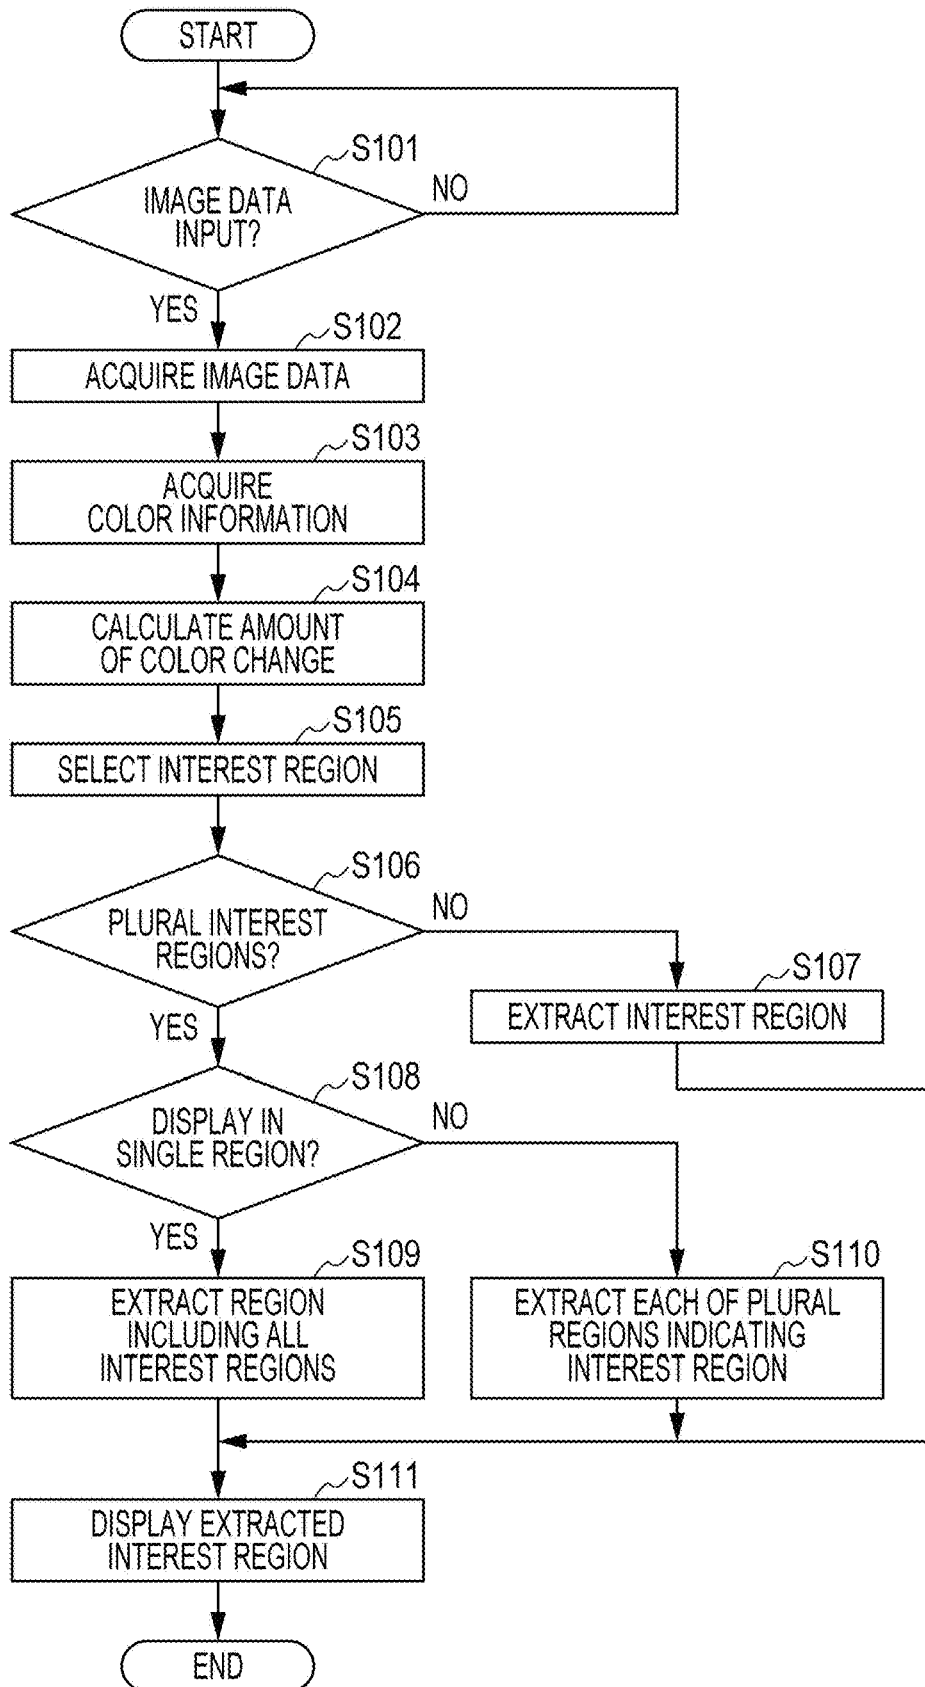 START
S101
IMAGE DATA
INPUT?
NO
YES
S102
ACQUIRE IMAGE DATA
S103
ACQUIRE
COLOR INFORMATION
S104
CALCULATE AMOUNT
OF COLOR CHANGE
S105
SELECT INTEREST REGION
S106
PLURAL INTEREST
REGIONS?
NO
YES
S107
EXTRACT INTEREST REGION
S108
DISPLAY IN
SINGLE REGION?
NO
YES
S109
EXTRACT REGION
INCLUDING ALL
INTEREST REGIONS
S110
EXTRACT EACH OF PLURAL
REGIONS INDICATING
INTEREST REGION
S111
DISPLAY EXTRACTED
INTEREST REGION
END